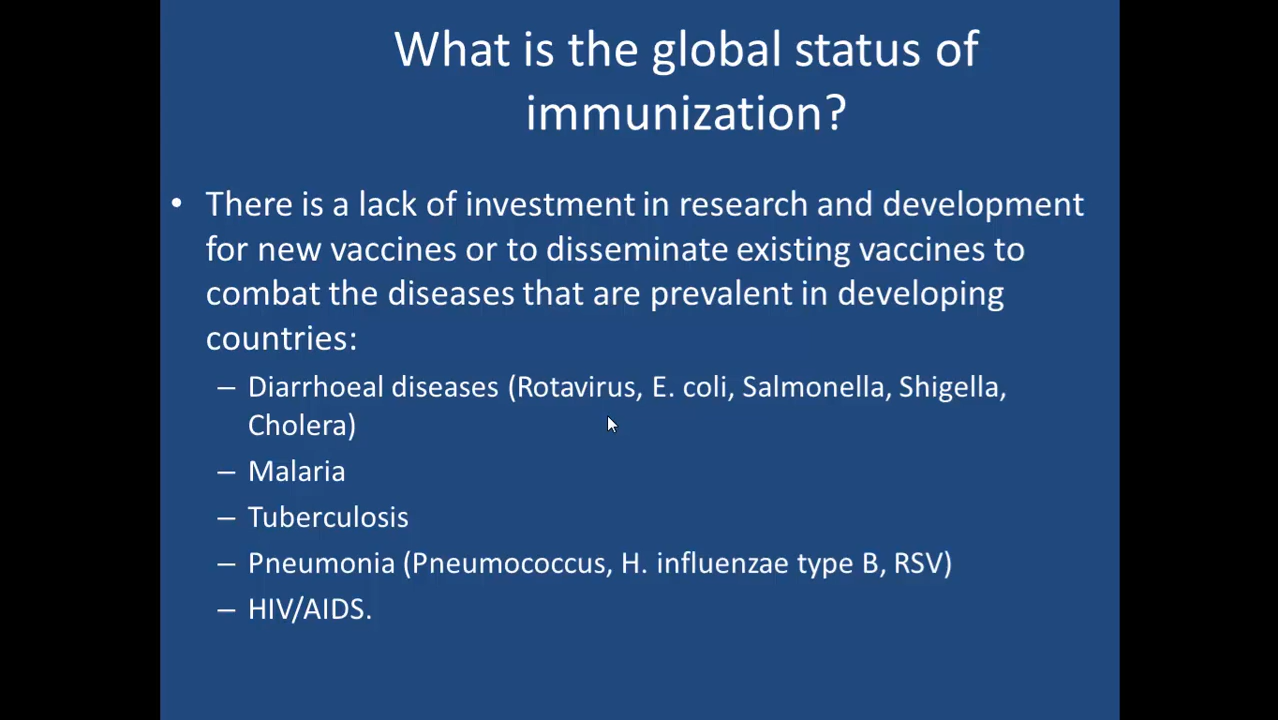 What is the global status of
immunization?
• There is a lack of investment in research and development
for new vaccines or to disseminate existing vaccines to
combat the diseases that are prevalent in developing
countries:
– Diarrhoeal diseases (Rotavirus, E. coli, Salmonella, Shigella,
Cholera)
– Malaria
– Tuberculosis
– Pneumonia (Pneumococcus, H. influenzae type B, RSV)
– HIV/AIDS.